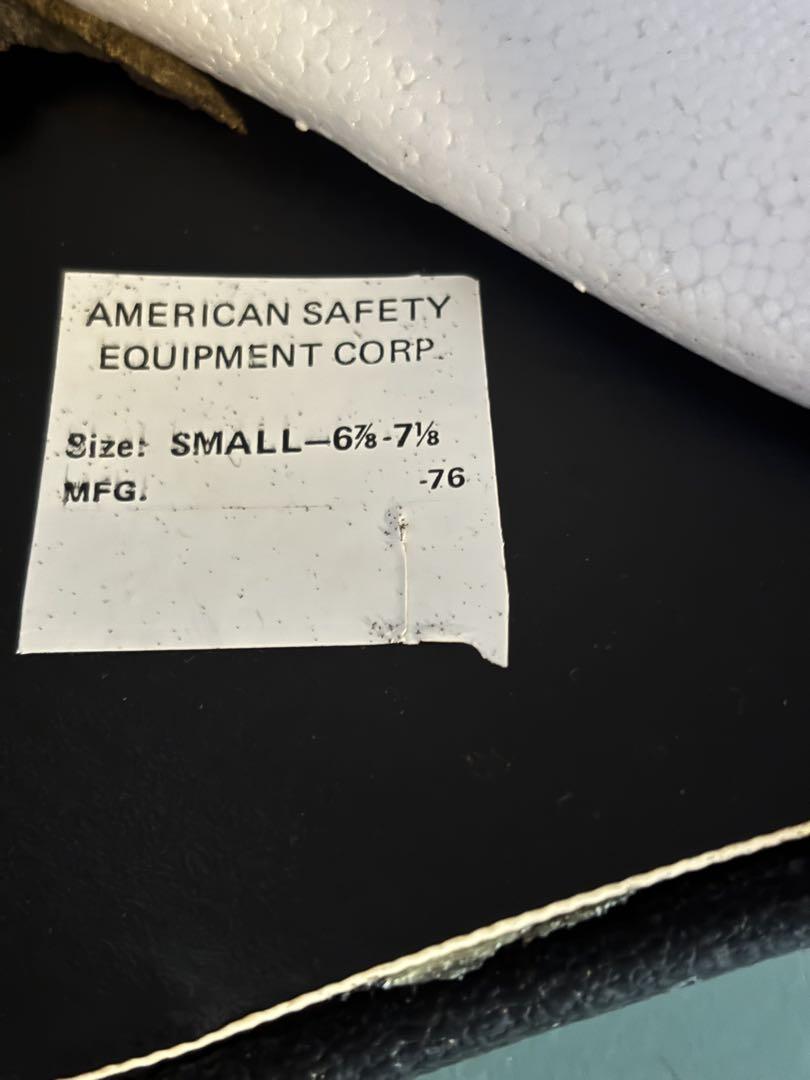 AMERICAN SAFETY
EQUIPMENT CORP.
Size: SMALL—6⅞-7⅛
MFG. -76